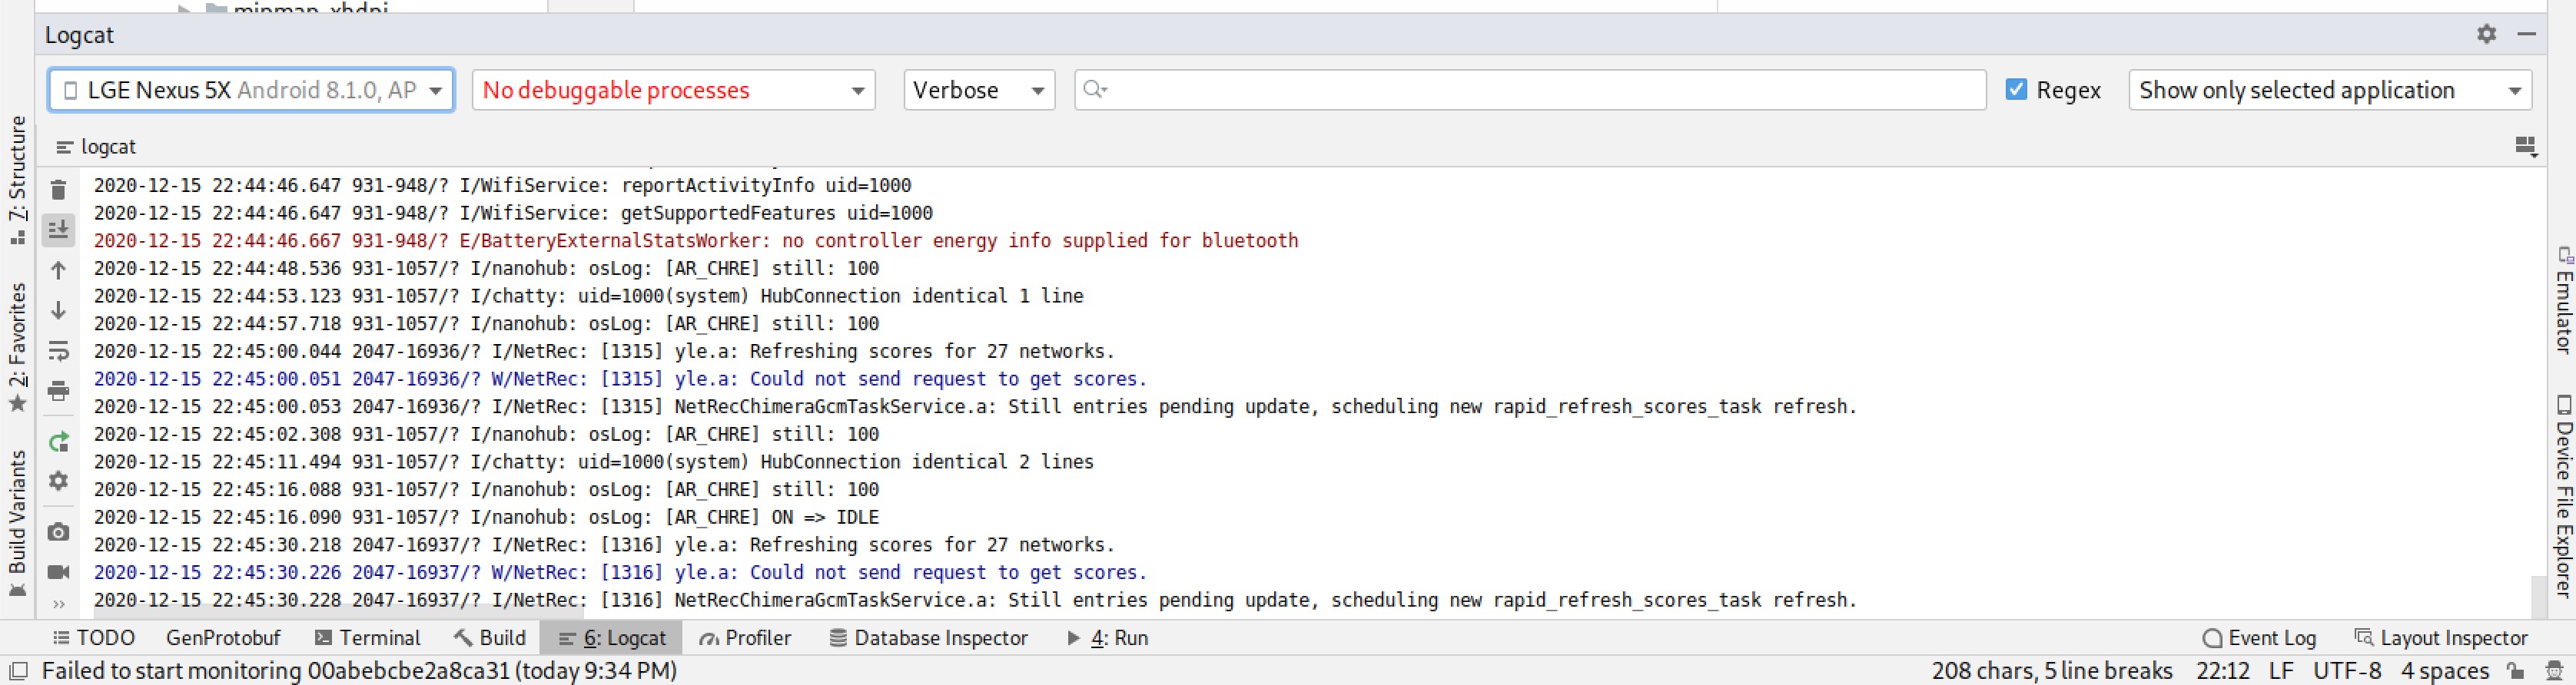 mipmap-xhdpi
Logcat
LGE Nexus 5X Android 8.1.0, AP
No debuggable processes
Verbose
Regex
Show only selected application
logcat
2020-12-15 22:44:46.647 931-948/? I/WifiService: reportActivityInfo uid=1000
2020-12-15 22:44:46.647 931-948/? I/WifiService: getSupportedFeatures uid=1000
2020-12-15 22:44:46.667 931-948/? E/BatteryExternalStatsWorker: no controller energy info supplied for bluetooth
2020-12-15 22:44:48.536 931-1057/? I/nanohub: osLog: [AR_CHRE] still: 100
2020-12-15 22:44:53.123 931-1057/? I/chatty: uid=1000(system) HubConnection identical 1 line
2020-12-15 22:44:57.718 931-1057/? I/nanohub: osLog: [AR_CHRE] still: 100
2020-12-15 22:45:00.044 2047-16936/? I/NetRec: [1315] yle.a: Refreshing scores for 27 networks.
2020-12-15 22:45:00.051 2047-16936/? W/NetRec: [1315] yle.a: Could not send request to get scores.
2020-12-15 22:45:00.053 2047-16936/? I/NetRec: [1315] NetRecChimeraGcmTaskService.a: Still entries pending update, scheduling new rapid_refresh_scores_task refresh.
2020-12-15 22:45:02.308 931-1057/? I/nanohub: osLog: [AR_CHRE] still: 100
2020-12-15 22:45:11.494 931-1057/? I/chatty: uid=1000(system) HubConnection identical 2 lines
2020-12-15 22:45:16.088 931-1057/? I/nanohub: osLog: [AR_CHRE] still: 100
2020-12-15 22:45:16.090 931-1057/? I/nanohub: osLog: [AR_CHRE] ON => IDLE
2020-12-15 22:45:30.218 2047-16937/? I/NetRec: [1316] yle.a: Refreshing scores for 27 networks.
2020-12-15 22:45:30.226 2047-16937/? W/NetRec: [1316] yle.a: Could not send request to get scores.
2020-12-15 22:45:30.228 2047-16937/? I/NetRec: [1316] NetRecChimeraGcmTaskService.a: Still entries pending update, scheduling new rapid_refresh_scores_task refresh.
7: Structure
2: Favorites
Build Variants
Emulator
Device File Explorer
TODO
GenProtobuf
Terminal
Build
6: Logcat
Profiler
Database Inspector
4: Run
Event Log
Layout Inspector
Failed to start monitoring 00abebcbe2a8ca31 (today 9:34 PM)
208 chars, 5 line breaks
22:12
LF
UTF-8
4 spaces